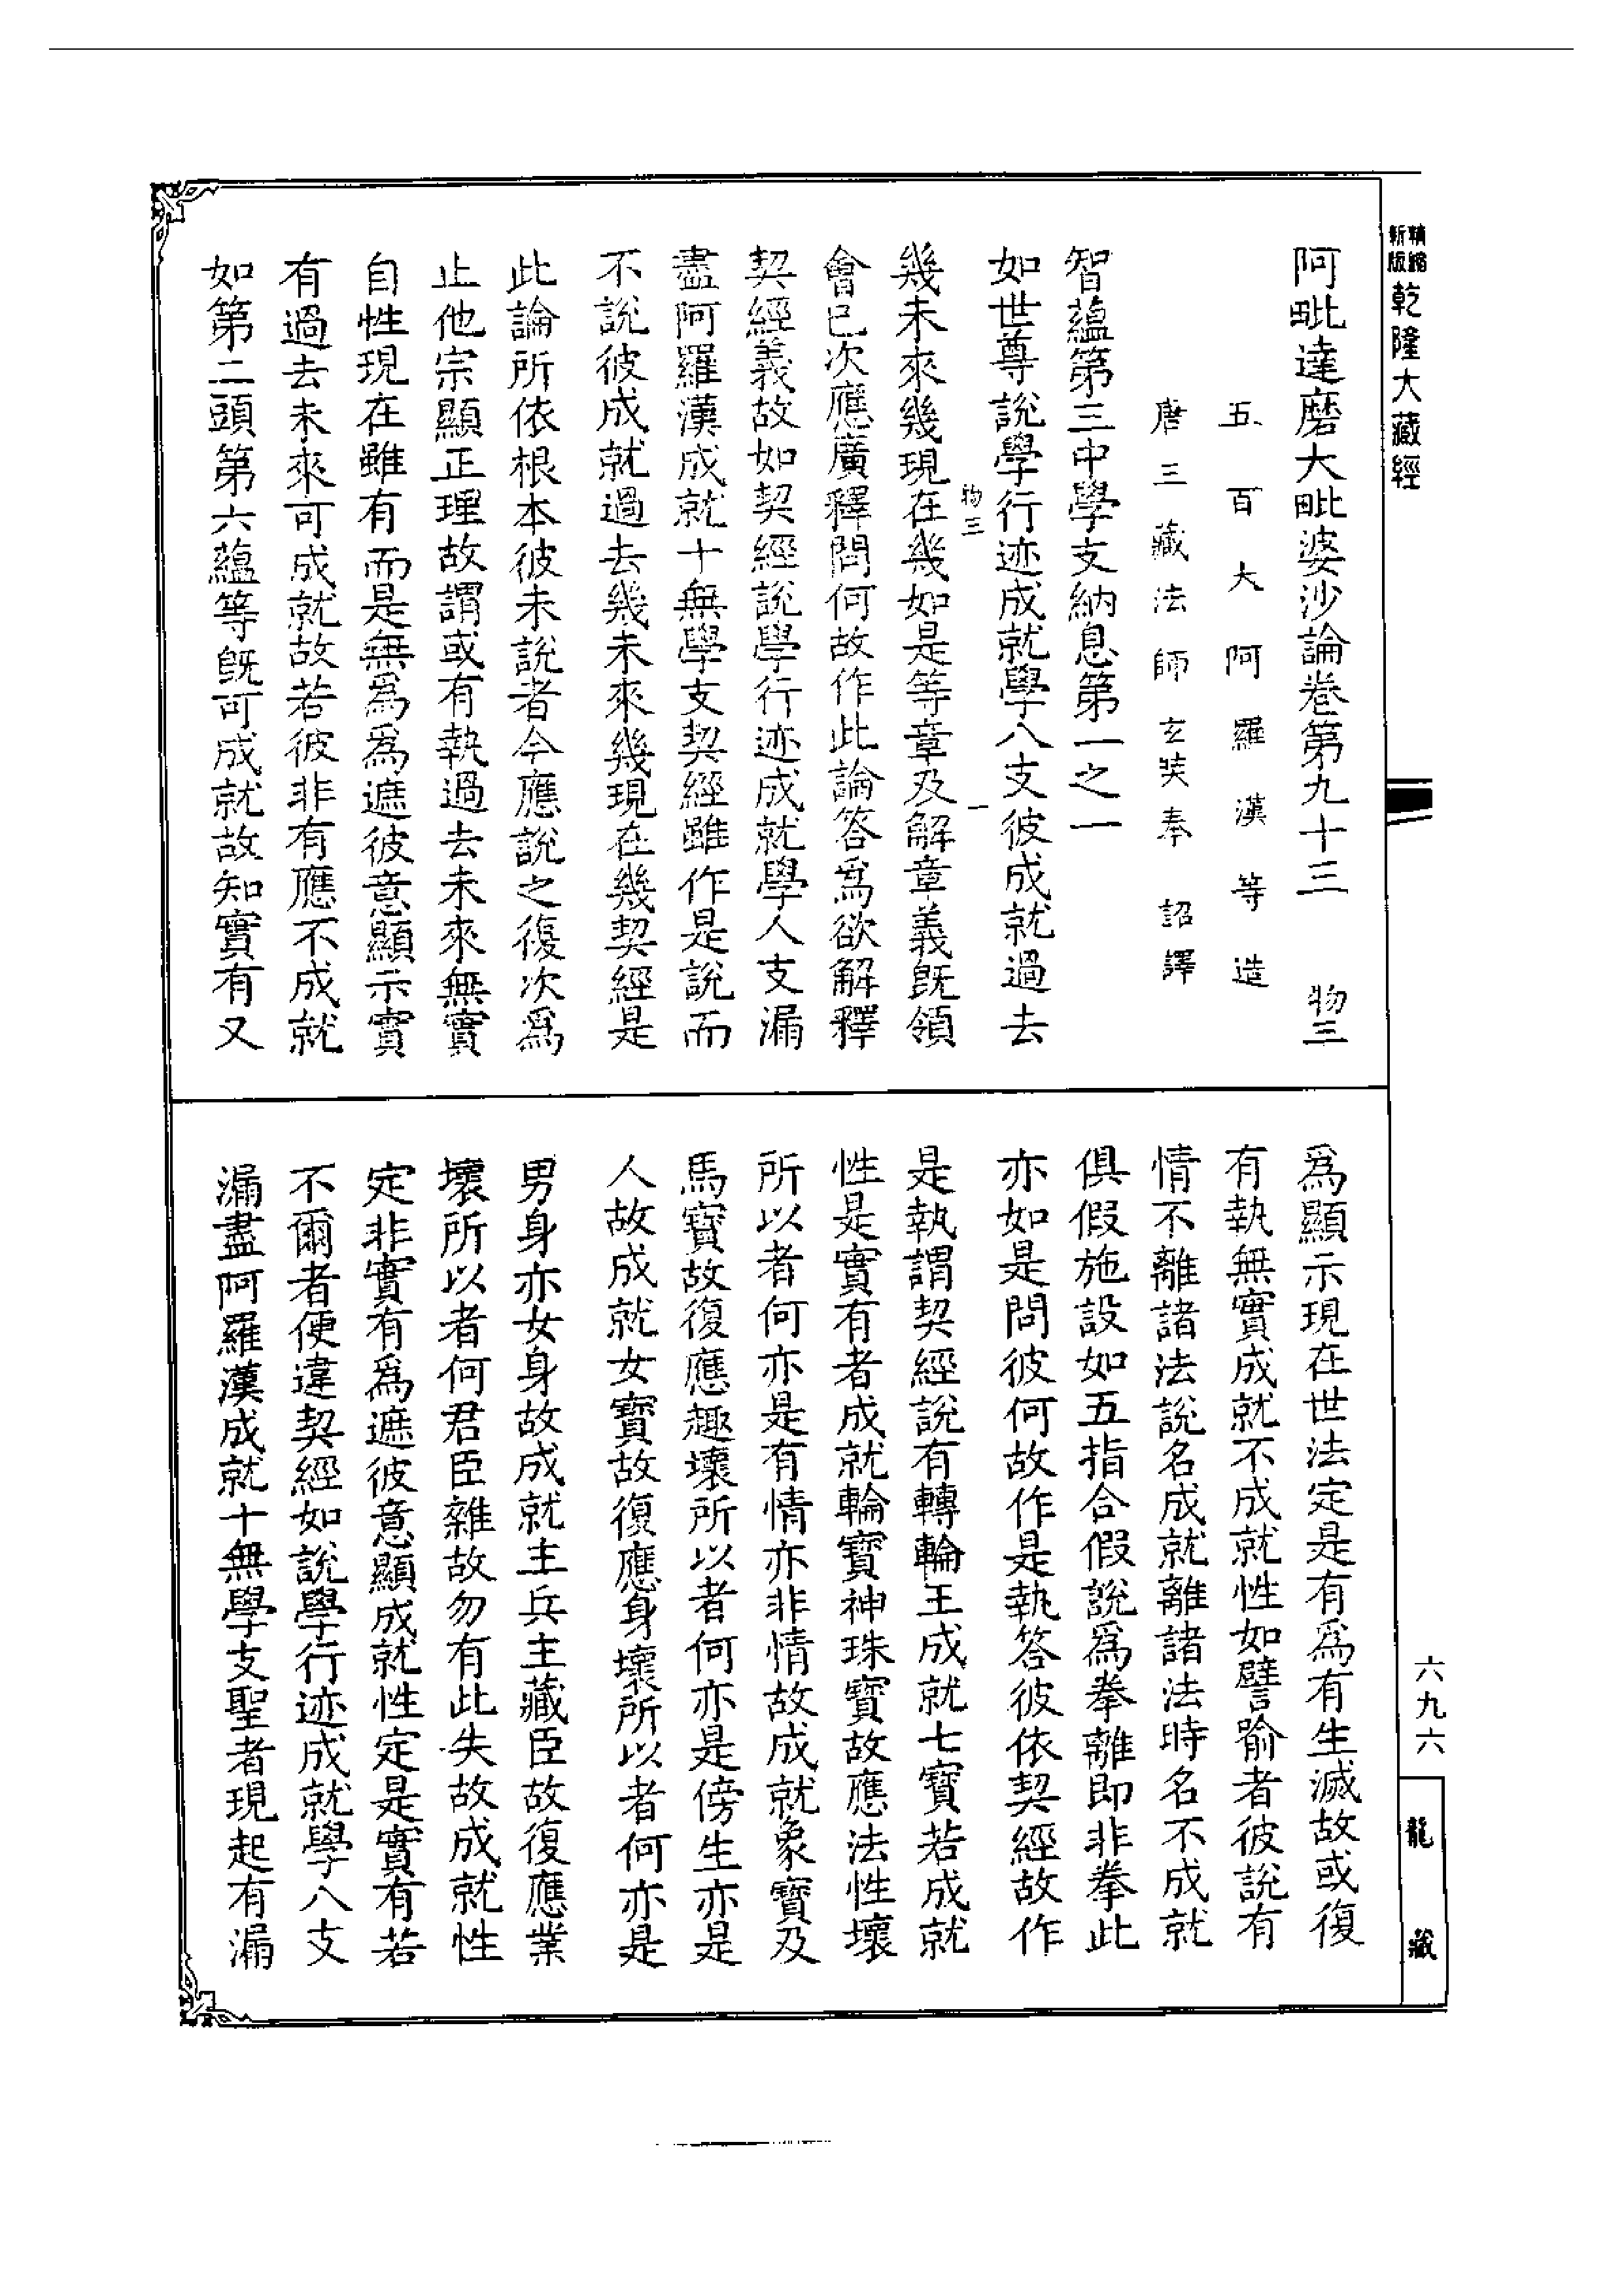 精縮新版乾隆大藏經
阿毗達磨大毗婆沙論卷第九十三　物三
五百大阿羅漢等造
唐三藏法師玄奘奉　詔譯
智蘊第三中學支納息第一之一
如世尊說學行迹成就學八支彼成就過去
物三　一
幾未來幾現在幾如是等章及解章義既領
會已次應廣釋問何故作此論答爲欲解釋
契經義故如契經說學行迹成就學人支漏
盡阿羅漢成就十無學支契經雖作是說而
不說彼成就過去幾未來幾現在幾契經是
此論所依根本彼未說者今應說之復次爲
止他宗顯正理故謂或有執過去未來無實
自性現在雖有而是無爲爲遮彼意顯示實
有過去未來可成就故若彼非有應不成就
如第二頭第六蘊等既可成就故知實有又
爲顯示現在世法定是有爲有生滅故或復
有執無實成就不成就性如譬喻者彼說有
情不離諸法說名成就離諸法時名不成就
俱假施設如五指合假說爲拳離即非拳此
亦如是問彼何故作是執答彼依契經故作
是執謂契經說有轉輪王成就七寶若成就
性是實有者成就輪寶神珠寶故應法性壞
所以者何亦是有情亦非情故成就象寶及
馬寶故復應趣壞所以者何亦是傍生亦是
人故成就女寶故復應身壞所以者何亦是
男身亦女身故成就主兵主藏臣故復應業
壞所以者何君臣雜故勿有此失故成就性
定非實有爲遮彼意顯成就性定是實有若
不爾者便違契經如說學行迹成就學八支
漏盡阿羅漢成就十無學支聖者現起有漏
六九六
龍藏